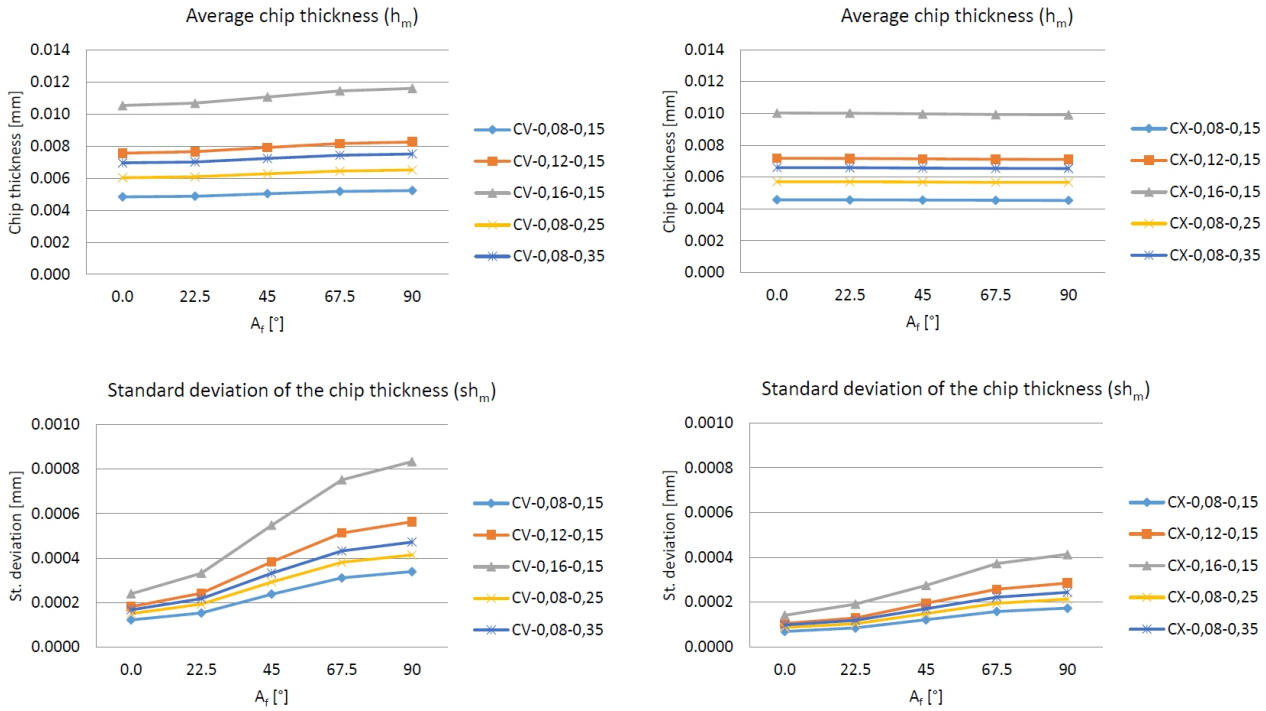 Average chip thickness (hm)
Chip thickness [mm]
0.014
0.012
0.010
0.008
0.006
0.004
0.002
0.000
0.0 22.5 45 67.5 90
Af [°]
CV-0,08-0,15
CV-0,12-0,15
CV-0,16-0,15
CV-0,08-0,25
CV-0,08-0,35
Average chip thickness (hm)
Chip thickness [mm]
0.014
0.012
0.010
0.008
0.006
0.004
0.002
0.000
0.0 22.5 45 67.5 90
Af [°]
CX-0,08-0,15
CX-0,12-0,15
CX-0,16-0,15
CX-0,08-0,25
CX-0,08-0,35
Standard deviation of the chip thickness (shm)
St. deviation [mm]
0.0010
0.0008
0.0006
0.0004
0.0002
0.0000
0.0 22.5 45 67.5 90
Af [°]
CV-0,08-0,15
CV-0,12-0,15
CV-0,16-0,15
CV-0,08-0,25
CV-0,08-0,35
Standard deviation of the chip thickness (shm)
St. deviation [mm]
0.0010
0.0008
0.0006
0.0004
0.0002
0.0000
0.0 22.5 45 67.5 90
Af [°]
CX-0,08-0,15
CX-0,12-0,15
CX-0,16-0,15
CX-0,08-0,25
CX-0,08-0,35